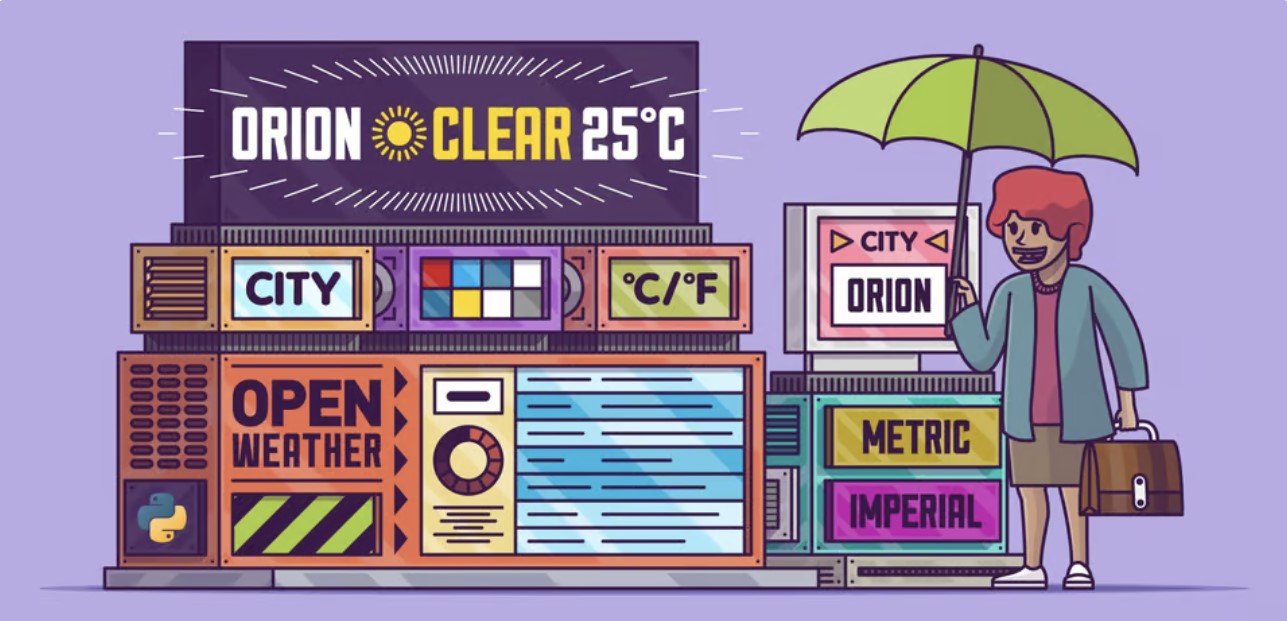 ORION CLEAR 25°C
CITY
°C/°F
CITY
ORION
OPEN
WEATHER
METRIC
IMPERIAL